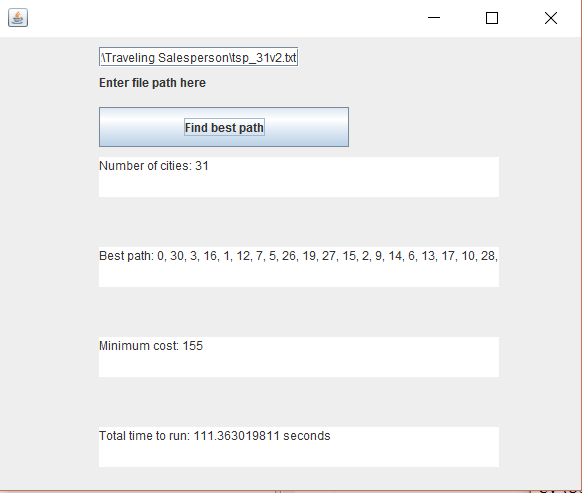 \Traveling Salesperson\tsp_31v2.txt
Enter file path here
Find best path
Number of cities: 31
Best path: 0, 30, 3, 16, 1, 12, 7, 5, 26, 19, 27, 15, 2, 9, 14, 6, 13, 17, 10, 28,
Minimum cost: 155
Total time to run: 111.363019811 seconds